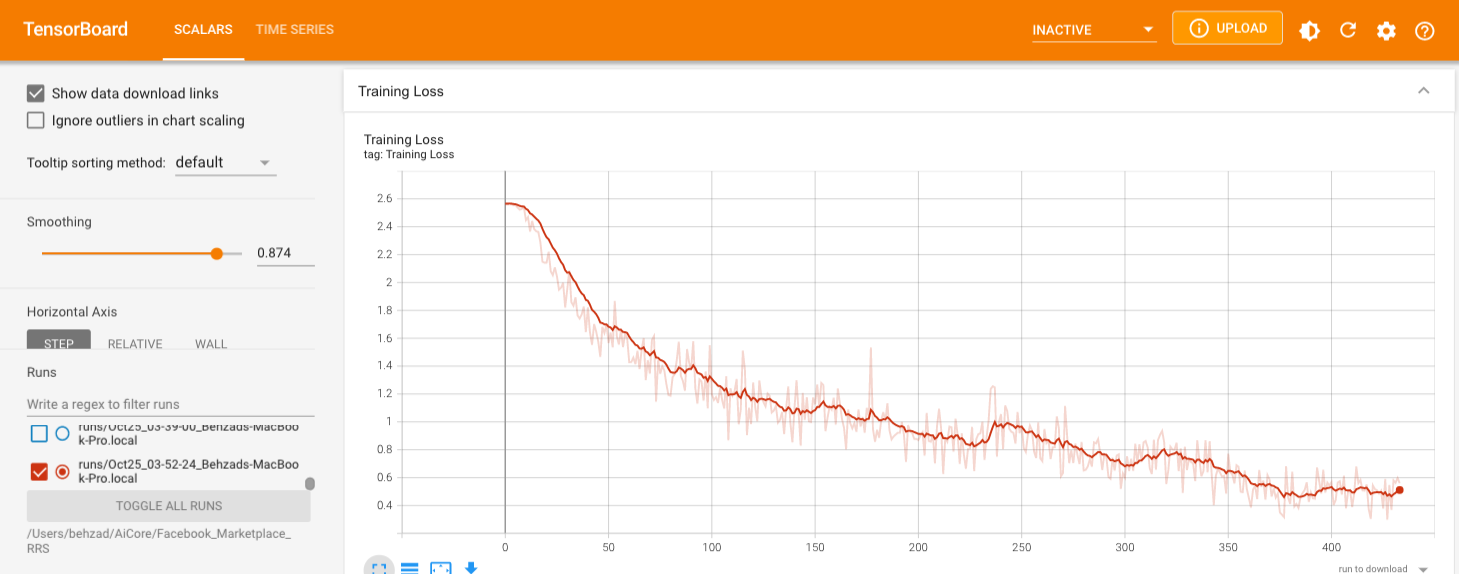 TensorBoard
SCALARS
TIME SERIES
INACTIVE
UPLOAD
Show data download links
Ignore outliers in chart scaling
Tooltip sorting method: default
Smoothing
0.874
Horizontal Axis
STEP
RELATIVE
WALL
Runs
Write a regex to filter runs
runs/Oct25_03-39-00_Behzads-MacBoo
k-Pro.local
runs/Oct25_03-52-24_Behzads-MacBoo
k-Pro.local
TOGGLE ALL RUNS
/Users/behzad/AiCore/Facebook_Marketplace_
RRS
Training Loss
Training Loss
tag: Training Loss
2.6
2.4
2.2
2
1.8
1.6
1.4
1.2
1
0.8
0.6
0.4
0 50 100 150 200 250 300 350 400
run to download